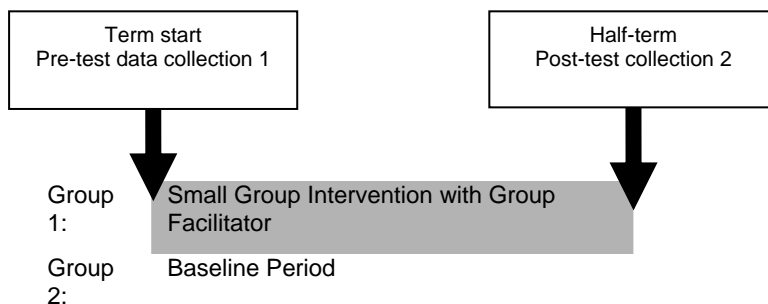 Term start
Pre-test data collection 1
Half-term
Post-test collection 2
Group
1:
Small Group Intervention with Group
Facilitator
Group
2:
Baseline Period